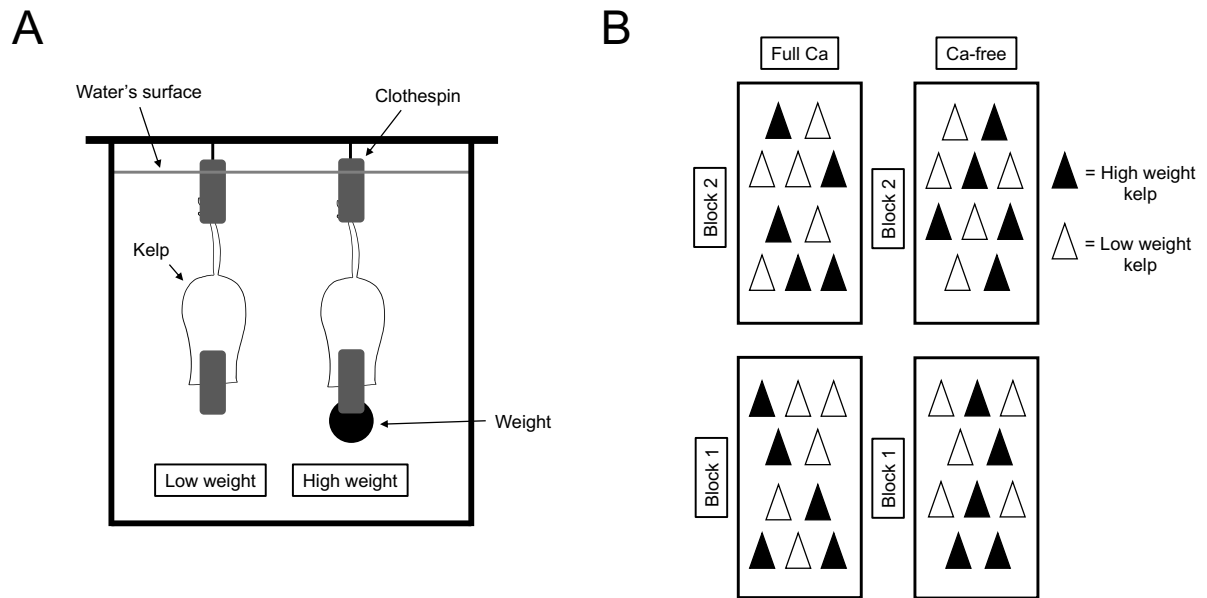 A
Water's surface
Clothespin
Kelp
Weight
Low weight
High weight
B
Full Ca
Ca-free
Block 2
Block 2
= High weight
kelp
= Low weight
kelp
Block 1
Block 1